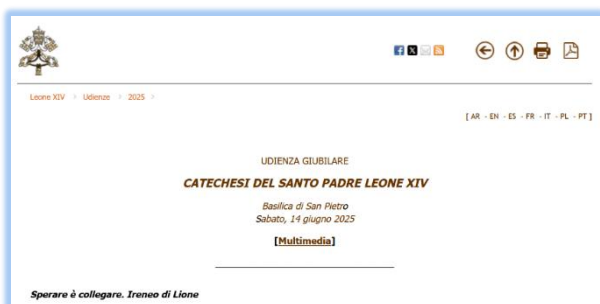 Leone XIV > Udienze > 2025 >
[ AR - EN - ES - FR - IT - PL - PT ]
UDIENZA GIUBILARE
CATECHESI DEL SANTO PADRE LEONE XIV
Basilica di San Pietro
Sabato, 14 giugno 2025
[Multimedia]
Sperare è collegare. Ireneo di Lione